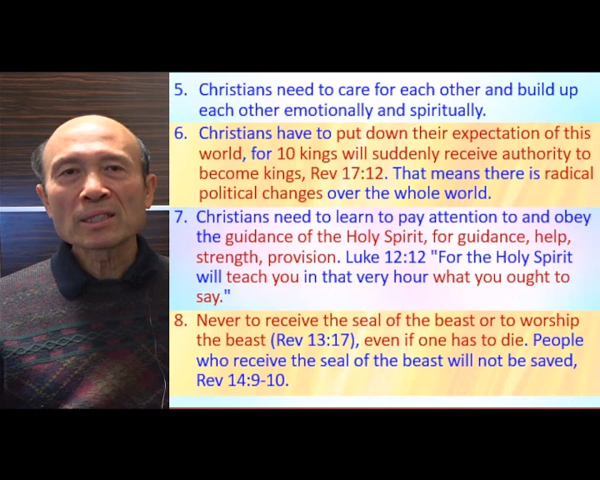 5. Christians need to care for each other and build up
each other emotionally and spiritually.
6. Christians have to put down their expectation of this
world, for 10 kings will suddenly receive authority to
become kings, Rev 17:12. That means there is radical
political changes over the whole world.
7. Christians need to learn to pay attention to and obey
the guidance of the Holy Spirit, for guidance, help,
strength, provision. Luke 12:12 "For the Holy Spirit
will teach you in that very hour what you ought to
say."
8. Never to receive the seal of the beast or to worship
the beast (Rev 13:17), even if one has to die. People
who receive the seal of the beast will not be saved,
Rev 14:9-10.